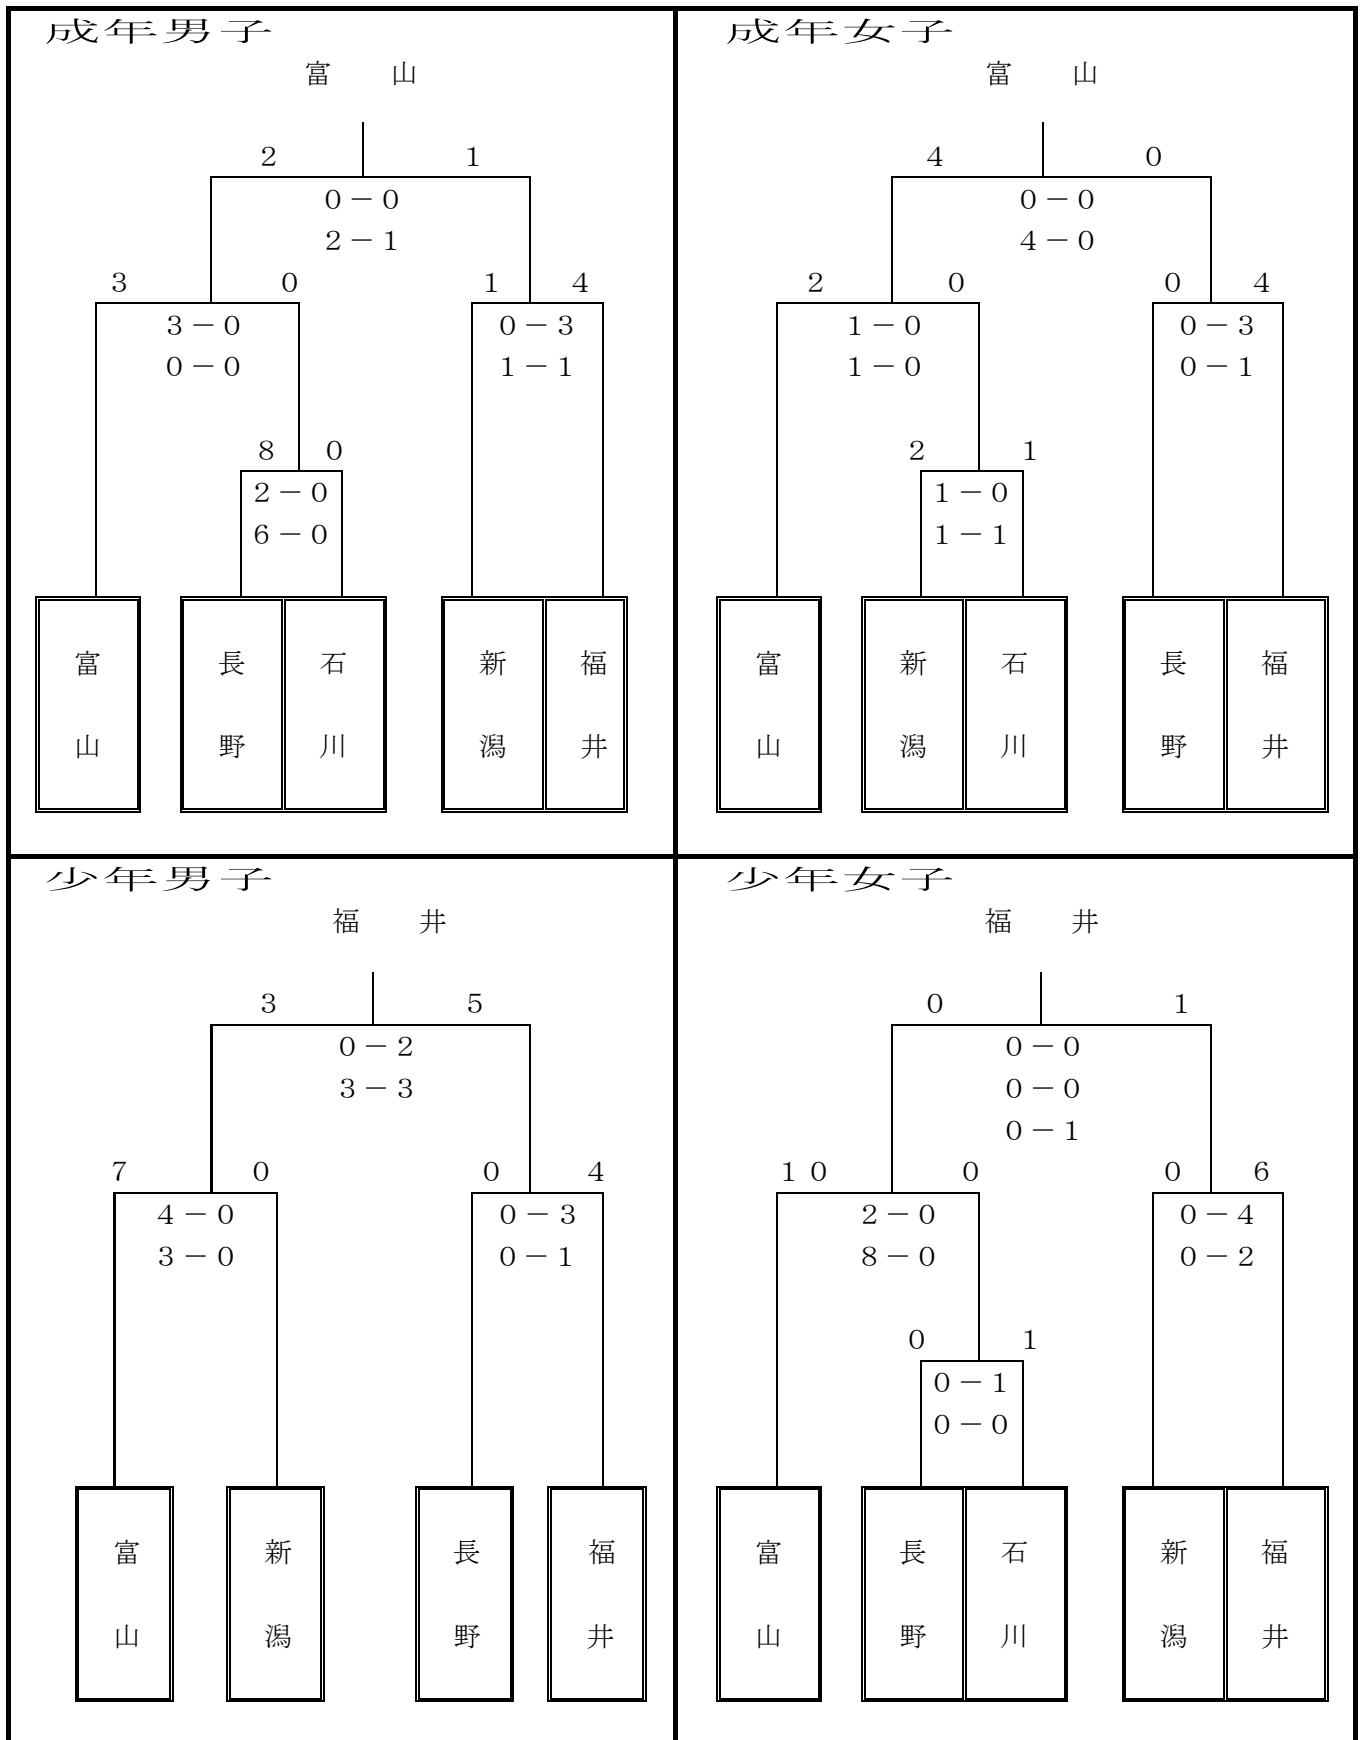 成年男子
富　山
２　１
０－０
２－１
３　０　１　４
３－０　０－３
０－０　１－１
８　０
２－０
６－０
富山　長野　石川　新潟　福井
成年女子
富　山
４　０
０－０
４－０
２　０　０　４
１－０　０－３
１－０　０－１
２　１
１－０
１－１
富山　新潟　石川　長野　福井
少年男子
福　井
３　５
０－２
３－３
７　０　０　４
４－０　０－３
３－０　０－１
富山　新潟　長野　福井
少年女子
福　井
０　１
０－０
０－０
０－１
１０　０　０　６
２－０　０－４
８－０　０－２
０　１
０－１
０－０
富山　長野　石川　新潟　福井